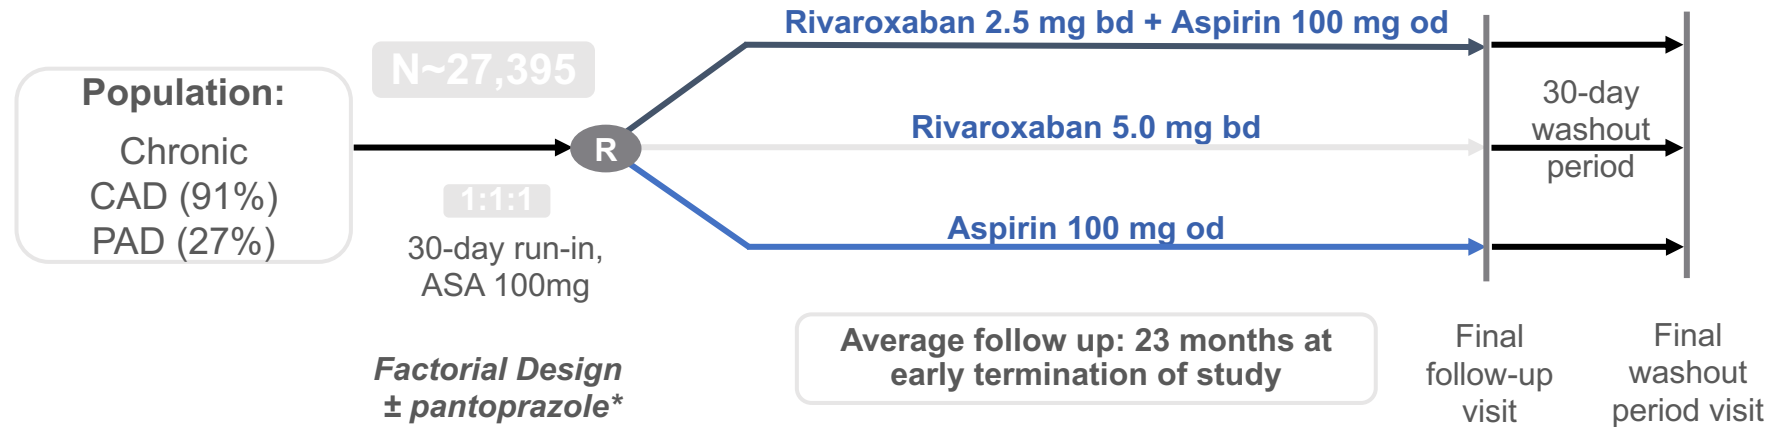 Population:
Chronic
CAD (91%)
PAD (27%)
N~27,395
1:1:1
30-day run-in,
ASA 100mg
Factorial Design
± pantoprazole*
R
Rivaroxaban 2.5 mg bd + Aspirin 100 mg od
Rivaroxaban 5.0 mg bd
Aspirin 100 mg od
30-day
washout
period
Average follow up: 23 months at
early termination of study
Final
follow-up
visit
Final
washout
period visit